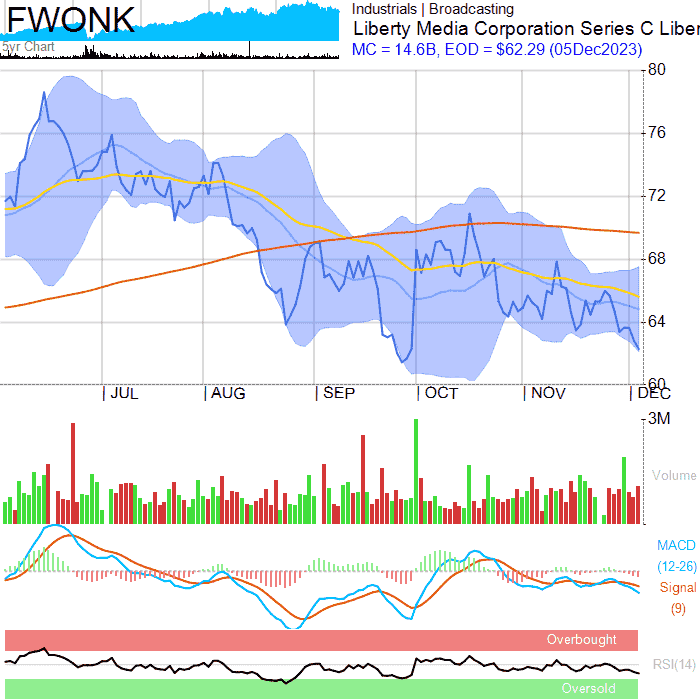 FWONK
5yr Chart
Industrials | Broadcasting
Liberty Media Corporation Series C Liber
MC = 14.6B, EOD = $62.29 (05Dec2023)
80
76
72
68
64
60
JUL AUG SEP OCT NOV DEC
3M
Volume
MACD
(12-26)
Signal
(9)
Overbought
RSI(14)
Oversold